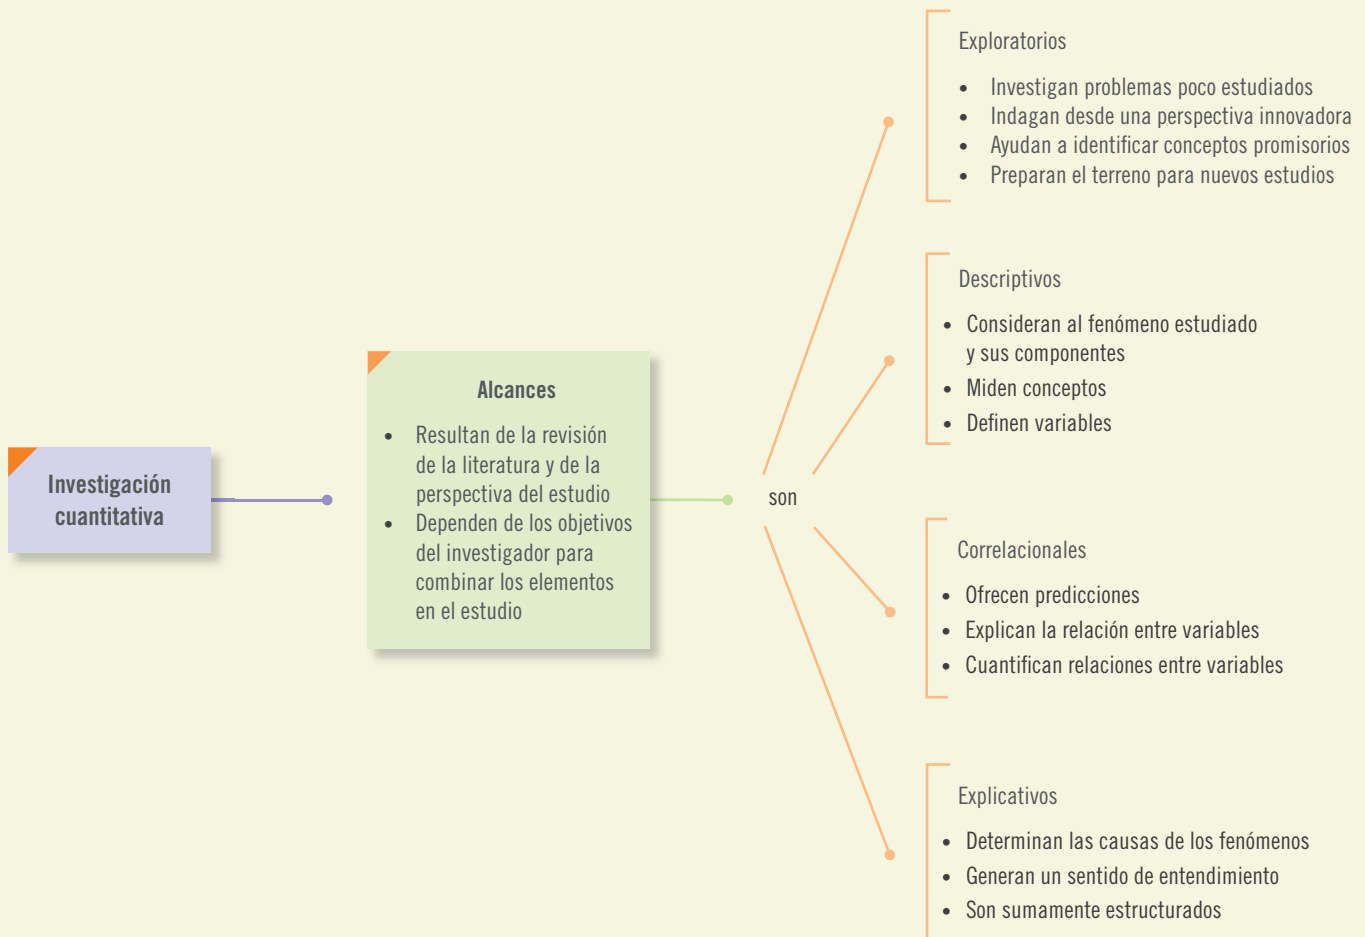 Investigación
cuantitativa
Alcances
• Resultan de la revisión
de la literatura y de la
perspectiva del estudio
• Dependen de los objetivos
del investigador para
combinar los elementos
en el estudio
son
Exploratorios
• Investigan problemas poco estudiados
• Indagan desde una perspectiva innovadora
• Ayudan a identificar conceptos promisorios
• Preparan el terreno para nuevos estudios
Descriptivos
• Consideran al fenómeno estudiado
y sus componentes
• Miden conceptos
• Definen variables
Correlacionales
• Ofrecen predicciones
• Explican la relación entre variables
• Cuantifican relaciones entre variables
Explicativos
• Determinan las causas de los fenómenos
• Generan un sentido de entendimiento
• Son sumamente estructurados